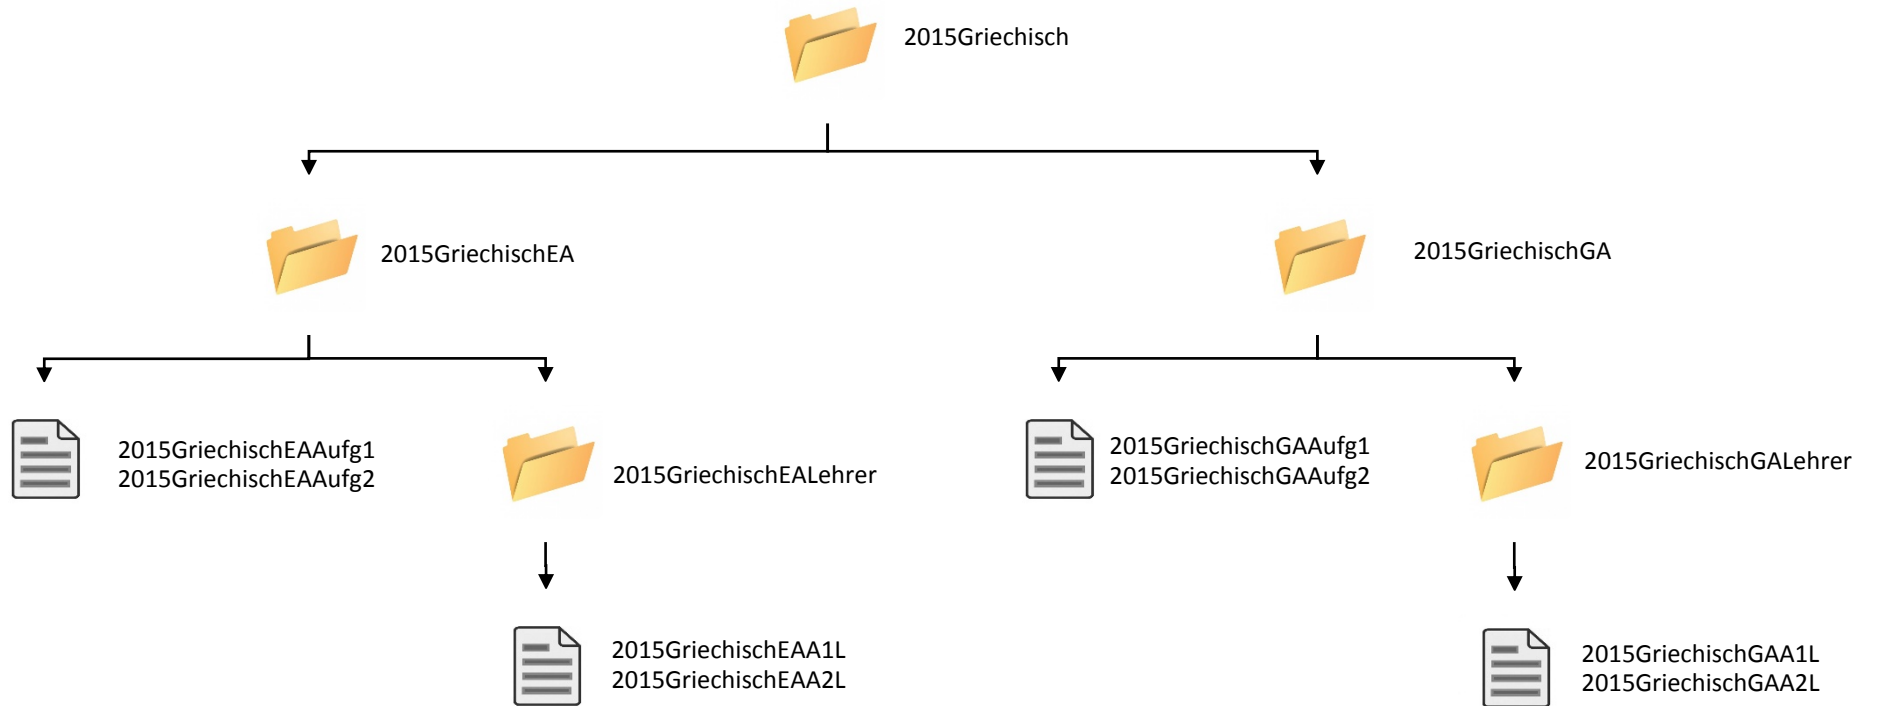 2015Griechisch
2015GriechischEA
2015GriechischGA
2015GriechischEAAufg1
2015GriechischEAAufg2
2015GriechischEALehrer
2015GriechischGAAufg1
2015GriechischGAAufg2
2015GriechischGALehrer
2015GriechischEAA1L
2015GriechischEAA2L
2015GriechischGAA1L
2015GriechischGAA2L